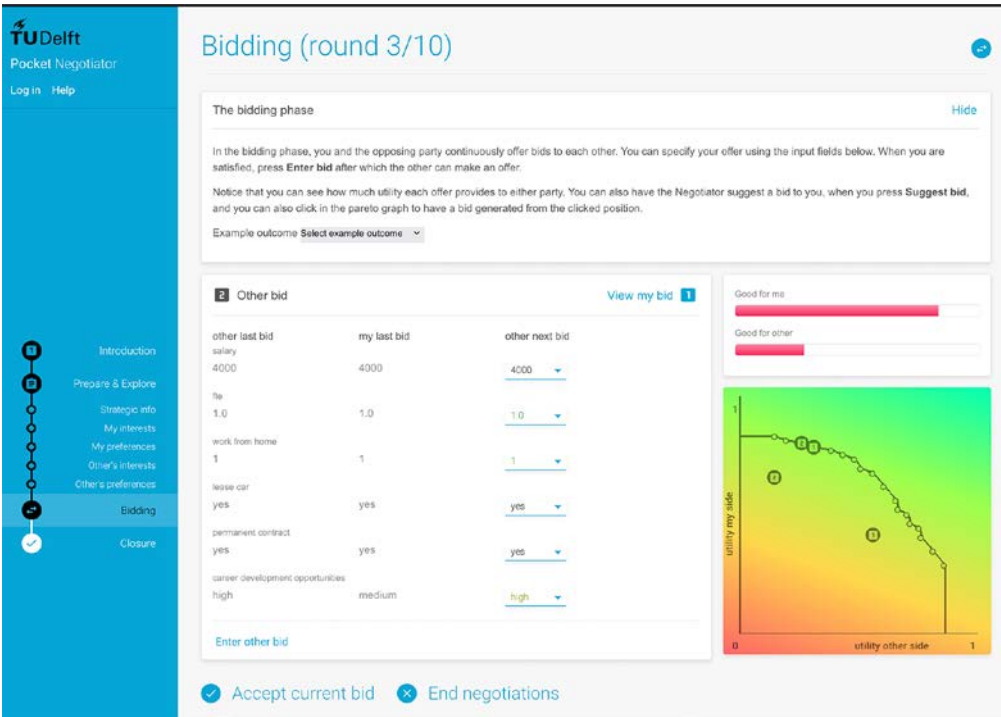 TUDelft
Pocket Negotiator
Log in Help
Introduction
Prepare & Explore
Strategic info
My interests
My preferences
Other's interests
Other's preferences
Bidding
Closure
Bidding (round 3/10)
The bidding phase
Hide
In the bidding phase, you and the opposing party continuously offer bids to each other. You can specify your offer using the input fields below. When you are
satisfied, press Enter bid after which the other can make an offer.
Notice that you can see how much utility each offer provides to either party. You can also have the Negotiator suggest a bid to you, when you press Suggest bid,
and you can also click in the pareto graph to have a bid generated from the clicked position.
Example outcome Select example outcome
2 Other bid
View my bid 1
other last bid my last bid other next bid
salary
4000 4000 4000
fte
1.0 1.0 1.0
work from home
1 1 1
lease car
yes yes yes
permanent contract
yes yes yes
career development opportunities
high medium high
Enter other bid
Good for me
Good for other
1
utility my side
2 1
2
1
0 utility other side 1
Accept current bid End negotiations